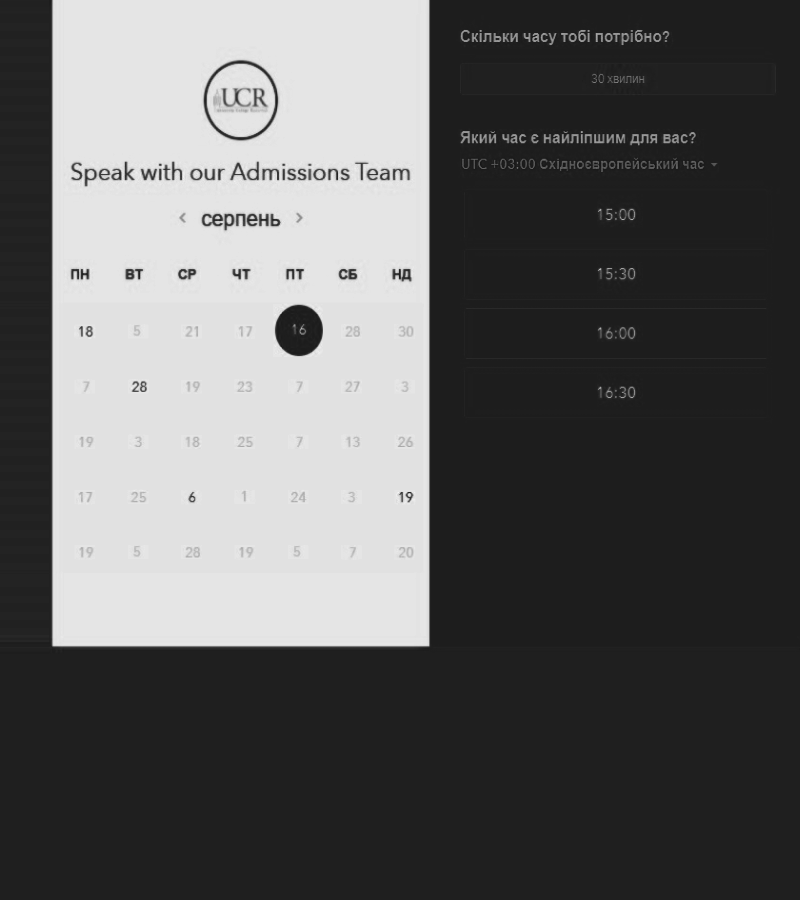 UCR
Speak with our Admissions Team
< серпень >
ПН ВТ СР ЧТ ПТ СБ НД
18 5 21 17 16 28 30
7 28 19 23 7 27 3
19 3 18 25 7 13 26
17 25 6 1 24 3 19
19 5 28 19 5 7 20
Скільки часу тобі потрібно?
30 хвилин
Який час є найліпшим для вас?
UTC +03:00 Східноєвропейський час
15:00
15:30
16:00
16:30